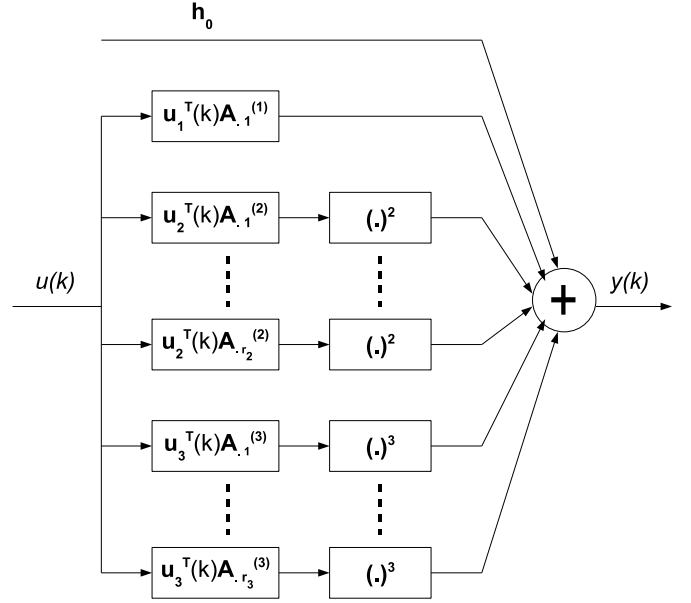 h₀
u₁ᵀ(k)A.₁⁽¹⁾
u₂ᵀ(k)A.₁⁽²⁾ (.)²
u(k) + y(k)
u₂ᵀ(k)A.r₂⁽²⁾ (.)²
u₃ᵀ(k)A.₁⁽³⁾ (.)³
u₃ᵀ(k)A.r₃⁽³⁾ (.)³